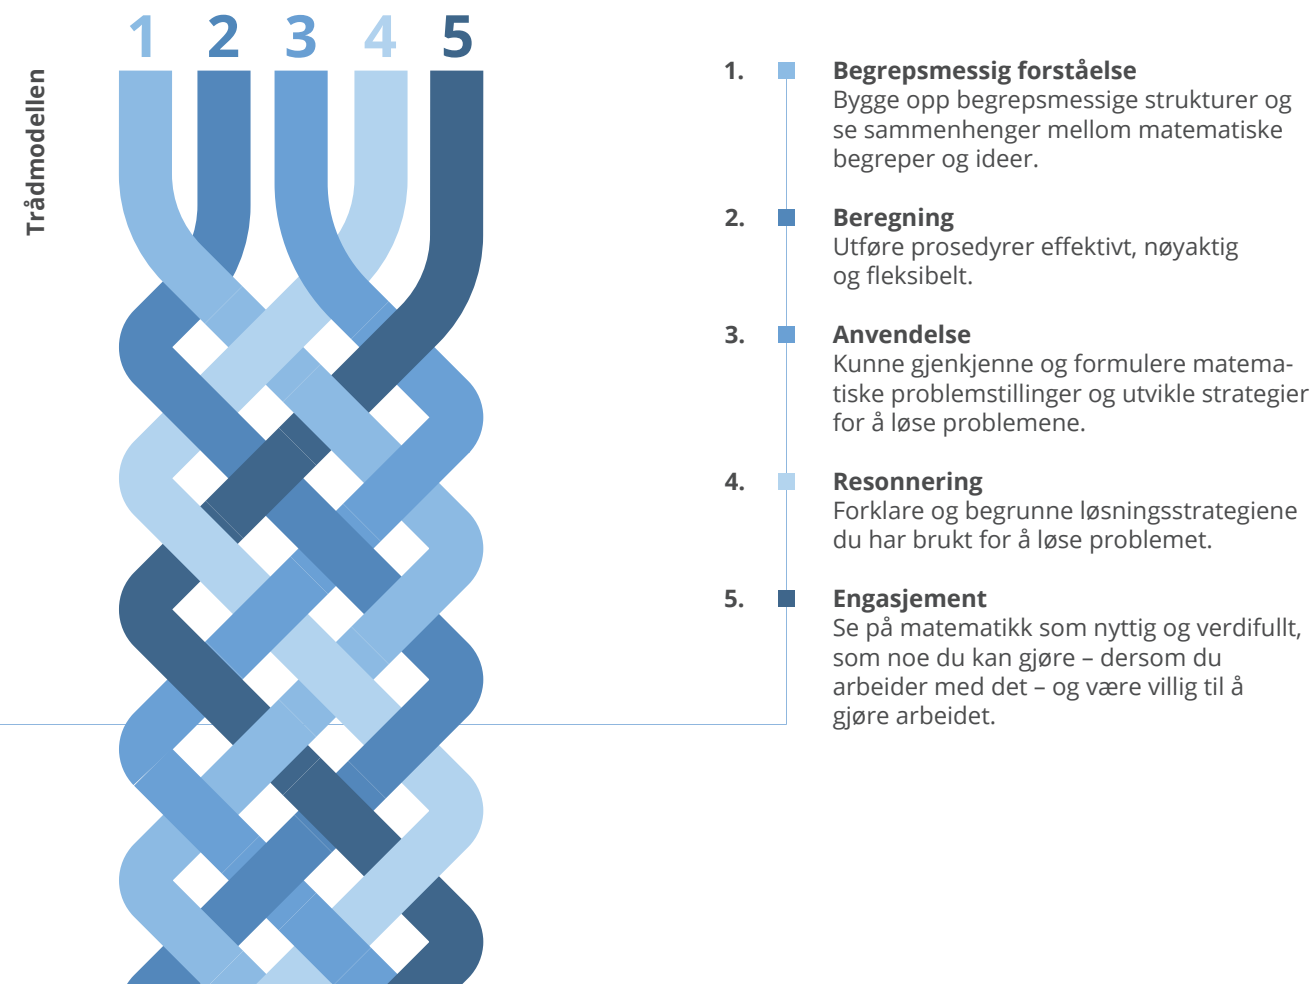 1 2 3 4 5
Trådmodellen
1. Begrepsmessig forståelse
Bygge opp begrepsmessige strukturer og
se sammenhenger mellom matematiske
begreper og ideer.
2. Beregning
Utføre prosedyrer effektivt, nøyaktig
og fleksibelt.
3. Anvendelse
Kunne gjenkjenne og formulere matema-
tiske problemstillinger og utvikle strategier
for å løse problemene.
4. Resonnering
Forklare og begrunne løsningsstrategiene
du har brukt for å løse problemet.
5. Engasjement
Se på matematikk som nyttig og verdifullt,
som noe du kan gjøre – dersom du
arbeider med det – og være villig til å
gjøre arbeidet.